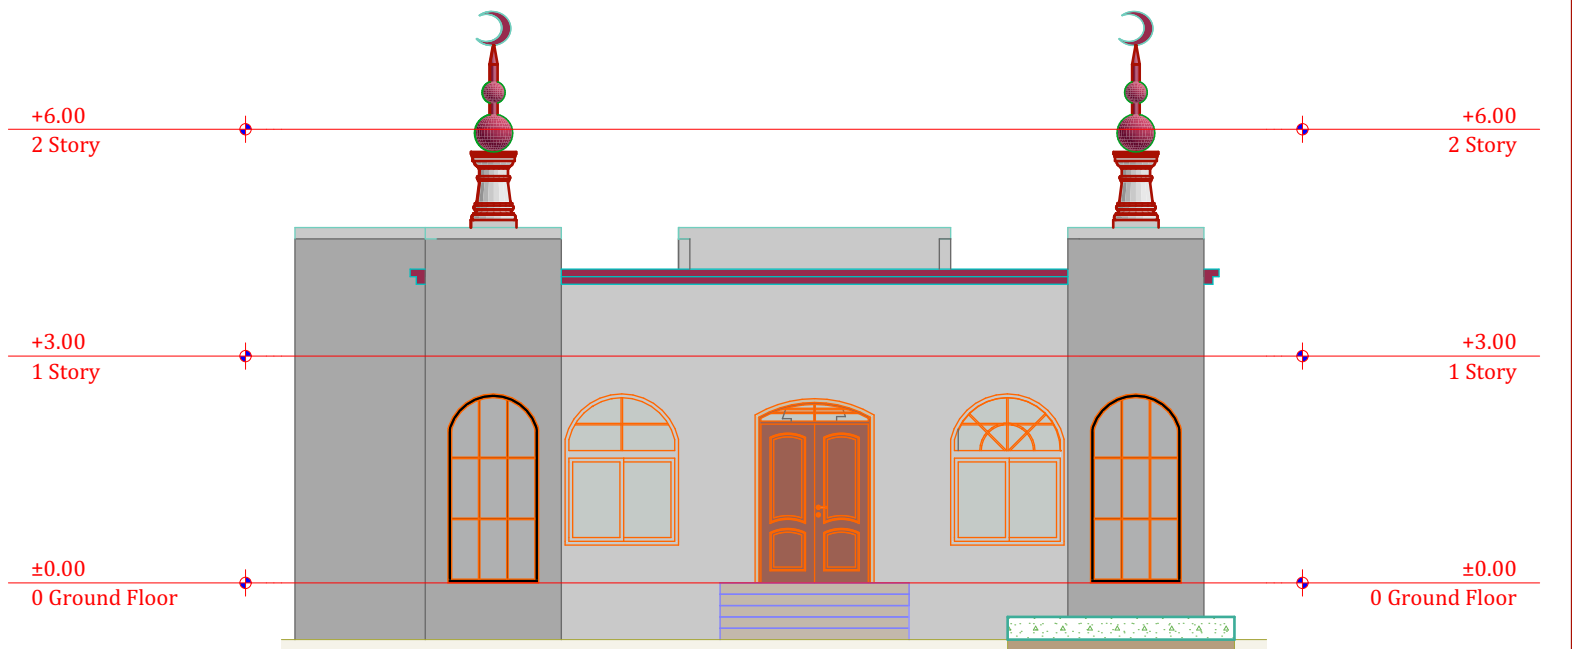 +6.00 +6.00
2 Story 2 Story
+3.00 +3.00
1 Story 1 Story
±0.00 ±0.00
0 Ground Floor 0 Ground Floor